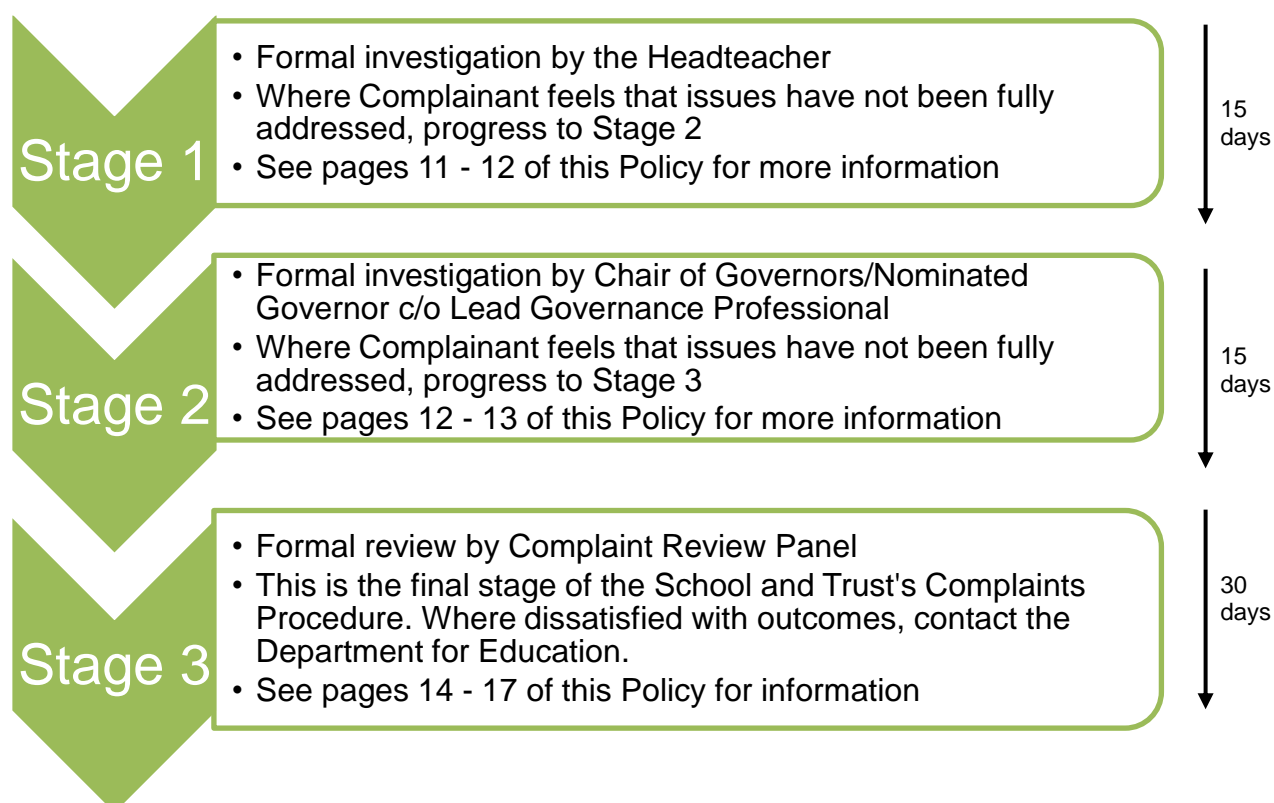 Stage 1
• Formal investigation by the Headteacher
• Where Complainant feels that issues have not been fully
addressed, progress to Stage 2
• See pages 11 - 12 of this Policy for more information
15
days
Stage 2
• Formal investigation by Chair of Governors/Nominated
Governor c/o Lead Governance Professional
• Where Complainant feels that issues have not been fully
addressed, progress to Stage 3
• See pages 12 - 13 of this Policy for more information
15
days
Stage 3
• Formal review by Complaint Review Panel
• This is the final stage of the School and Trust's Complaints
Procedure. Where dissatisfied with outcomes, contact the
Department for Education.
• See pages 14 - 17 of this Policy for information
30
days